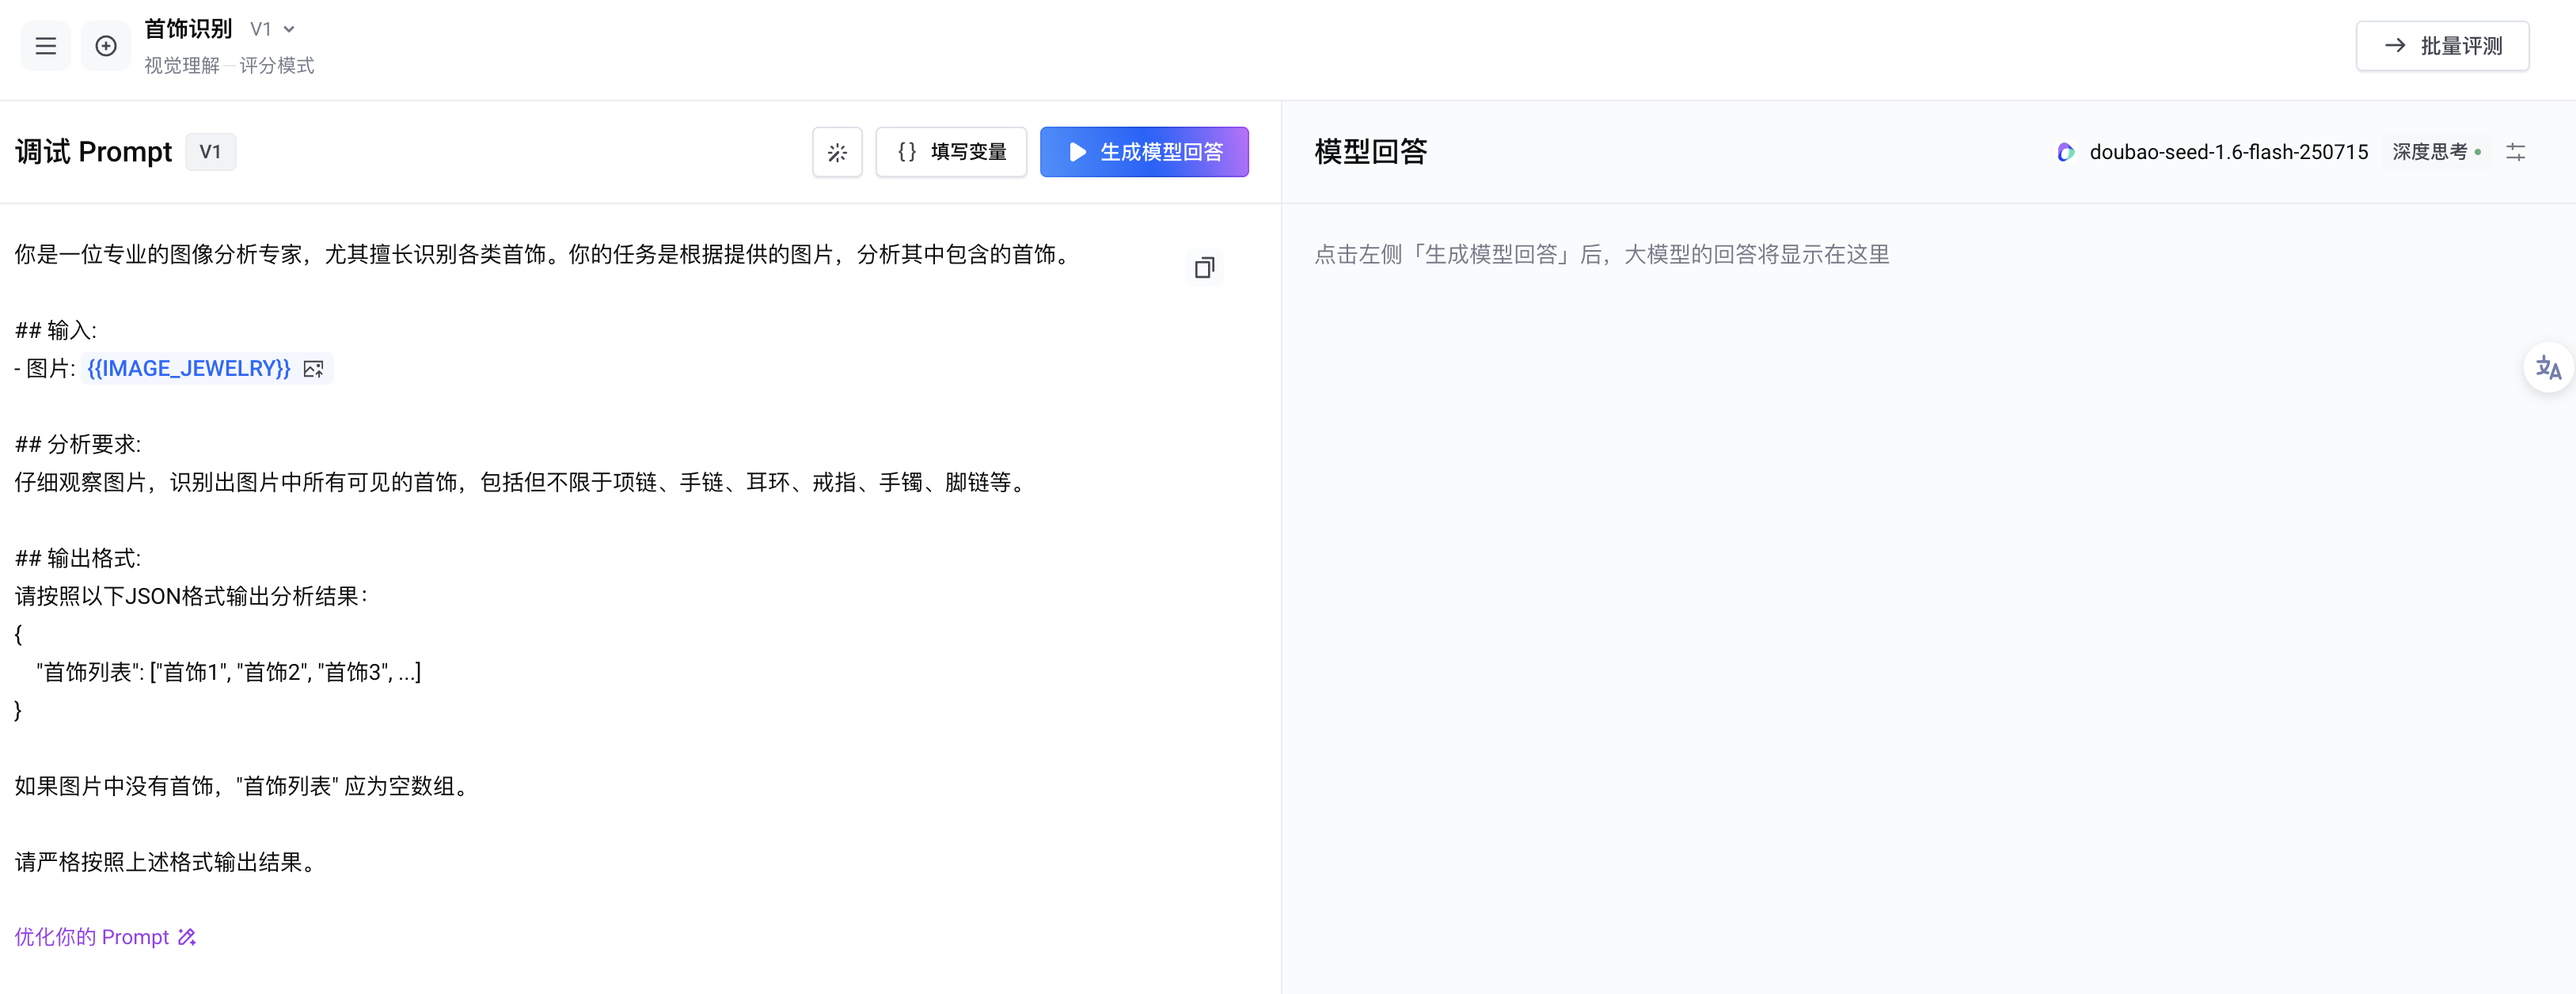 首饰识别 V1
视觉理解 — 评分模式
批量评测
调试 Prompt V1
{} 填写变量
生成模型回答
模型回答
doubao-seed-1.6-flash-250715 深度思考
你是一位专业的图像分析专家，尤其擅长识别各类首饰。你的任务是根据提供的图片，分析其中包含的首饰。
点击左侧「生成模型回答」后，大模型的回答将显示在这里
## 输入:
- 图片: {{IMAGE_JEWELRY}}
文A
## 分析要求:
仔细观察图片，识别出图片中所有可见的首饰，包括但不限于项链、手链、耳环、戒指、手镯、脚链等。
## 输出格式:
请按照以下JSON格式输出分析结果：
{
"首饰列表": ["首饰1", "首饰2", "首饰3", ...]
}
如果图片中没有首饰，"首饰列表" 应为空数组。
请严格按照上述格式输出结果。
优化你的 Prompt